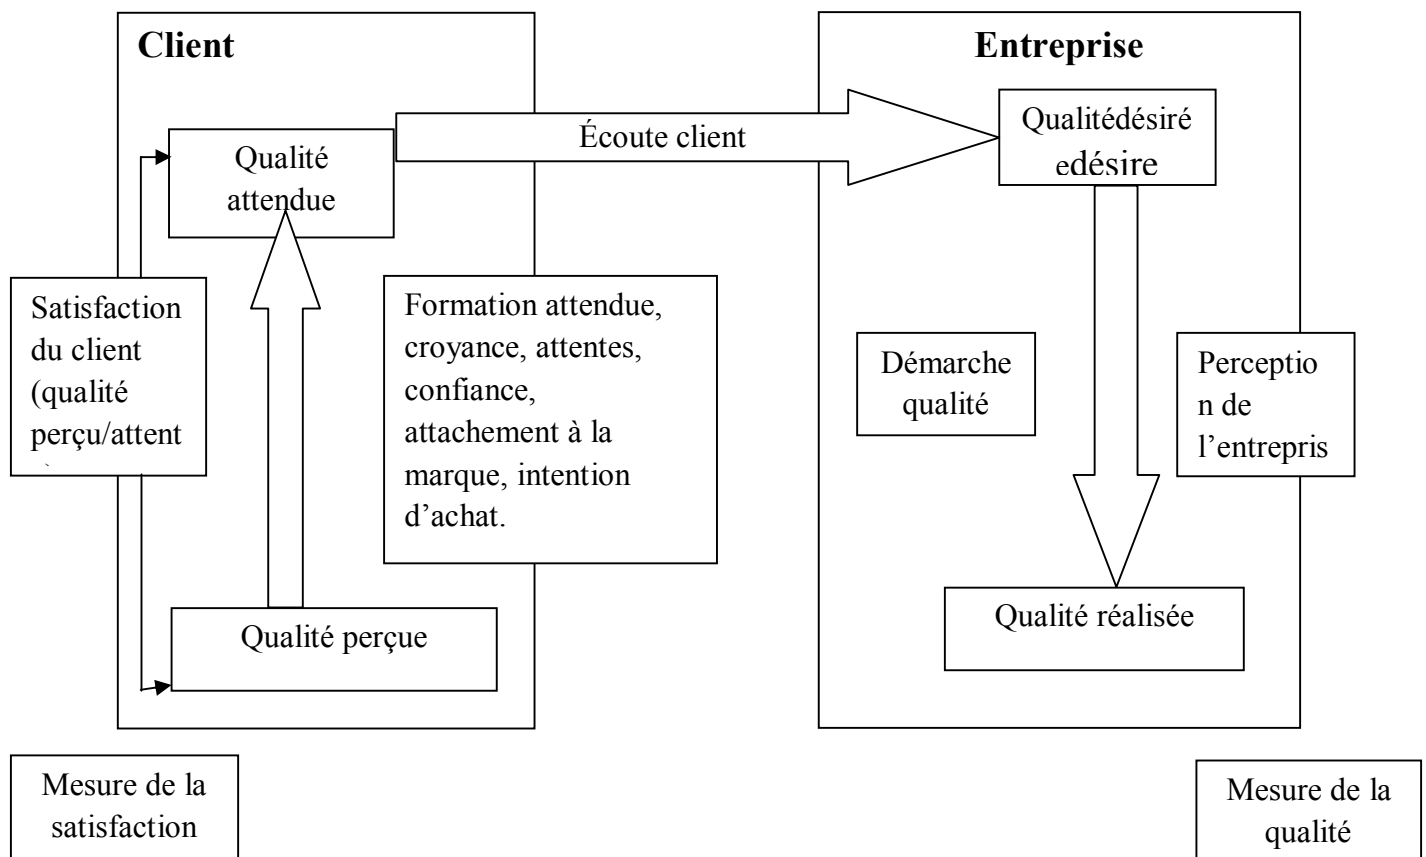 Client
Entreprise
Écoute client
Qualité
attendue
Qualitédésiré
edésire
Satisfaction
du client
(qualité
perçu/attent
Formation attendue,
croyance, attentes,
confiance,
attachement à la
marque, intention
d’achat.
Démarche
qualité
Perceptio
n de
l’entrepris
Qualité perçue
Qualité réalisée
Mesure de la
satisfaction
Mesure de la
qualité